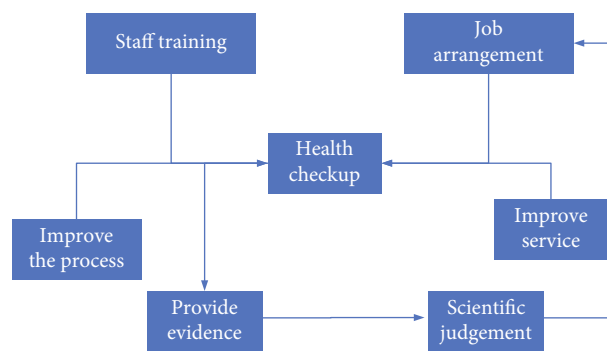 Staff training
Job
arrangement
Health
checkup
Improve
the process
Improve
service
Provide
evidence
Scientific
judgement